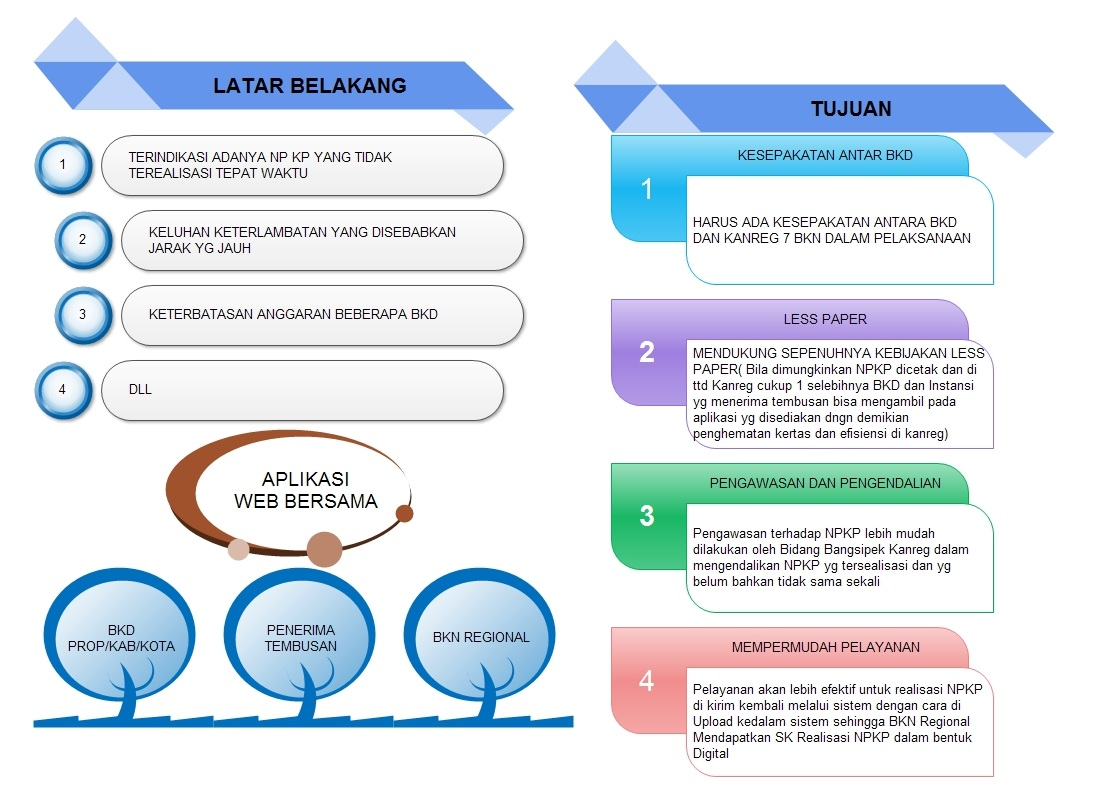 LATAR BELAKANG
1
TERINDIKASI ADANYA NP KP YANG TIDAK
TEREALISASI TEPAT WAKTU
2
KELUHAN KETERLAMBATAN YANG DISEBABKAN
JARAK YG JAUH
3
KETERBATASAN ANGGARAN BEBERAPA BKD
4
DLL
APLIKASI
WEB BERSAMA
BKD
PROP/KAB/KOTA
PENERIMA
TEMBUSAN
BKN REGIONAL
TUJUAN
1
KESEPAKATAN ANTAR BKD
HARUS ADA KESEPAKATAN ANTARA BKD
DAN KANREG 7 BKN DALAM PELAKSANAAN
2
LESS PAPER
MENDUKUNG SEPENUHNYA KEBIJAKAN LESS
PAPER( Bila dimungkinkan NPKP dicetak dan di
ttd Kanreg cukup 1 selebihnya BKD dan Instansi
yg menerima tembusan bisa mengambil pada
aplikasi yg disediakan dngn demikian
penghematan kertas dan efisiensi di kanreg)
3
PENGAWASAN DAN PENGENDALIAN
Pengawasan terhadap NPKP lebih mudah
dilakukan oleh Bidang Bangsipek Kanreg dalam
mengendalikan NPKP yg tersealisasi dan yg
belum bahkan tidak sama sekali
4
MEMPERMUDAH PELAYANAN
Pelayanan akan lebih efektif untuk realisasi NPKP
di kirim kembali melalui sistem dengan cara di
Upload kedalam sistem sehingga BKN Regional
Mendapatkan SK Realisasi NPKP dalam bentuk
Digital